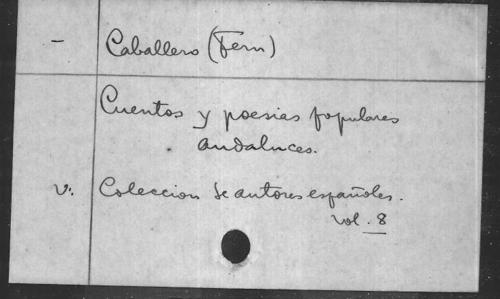 – Caballero (Fern)
Cuentos y poesias populares
andaluces.
v. Coleccion de autores españoles.
vol. 8